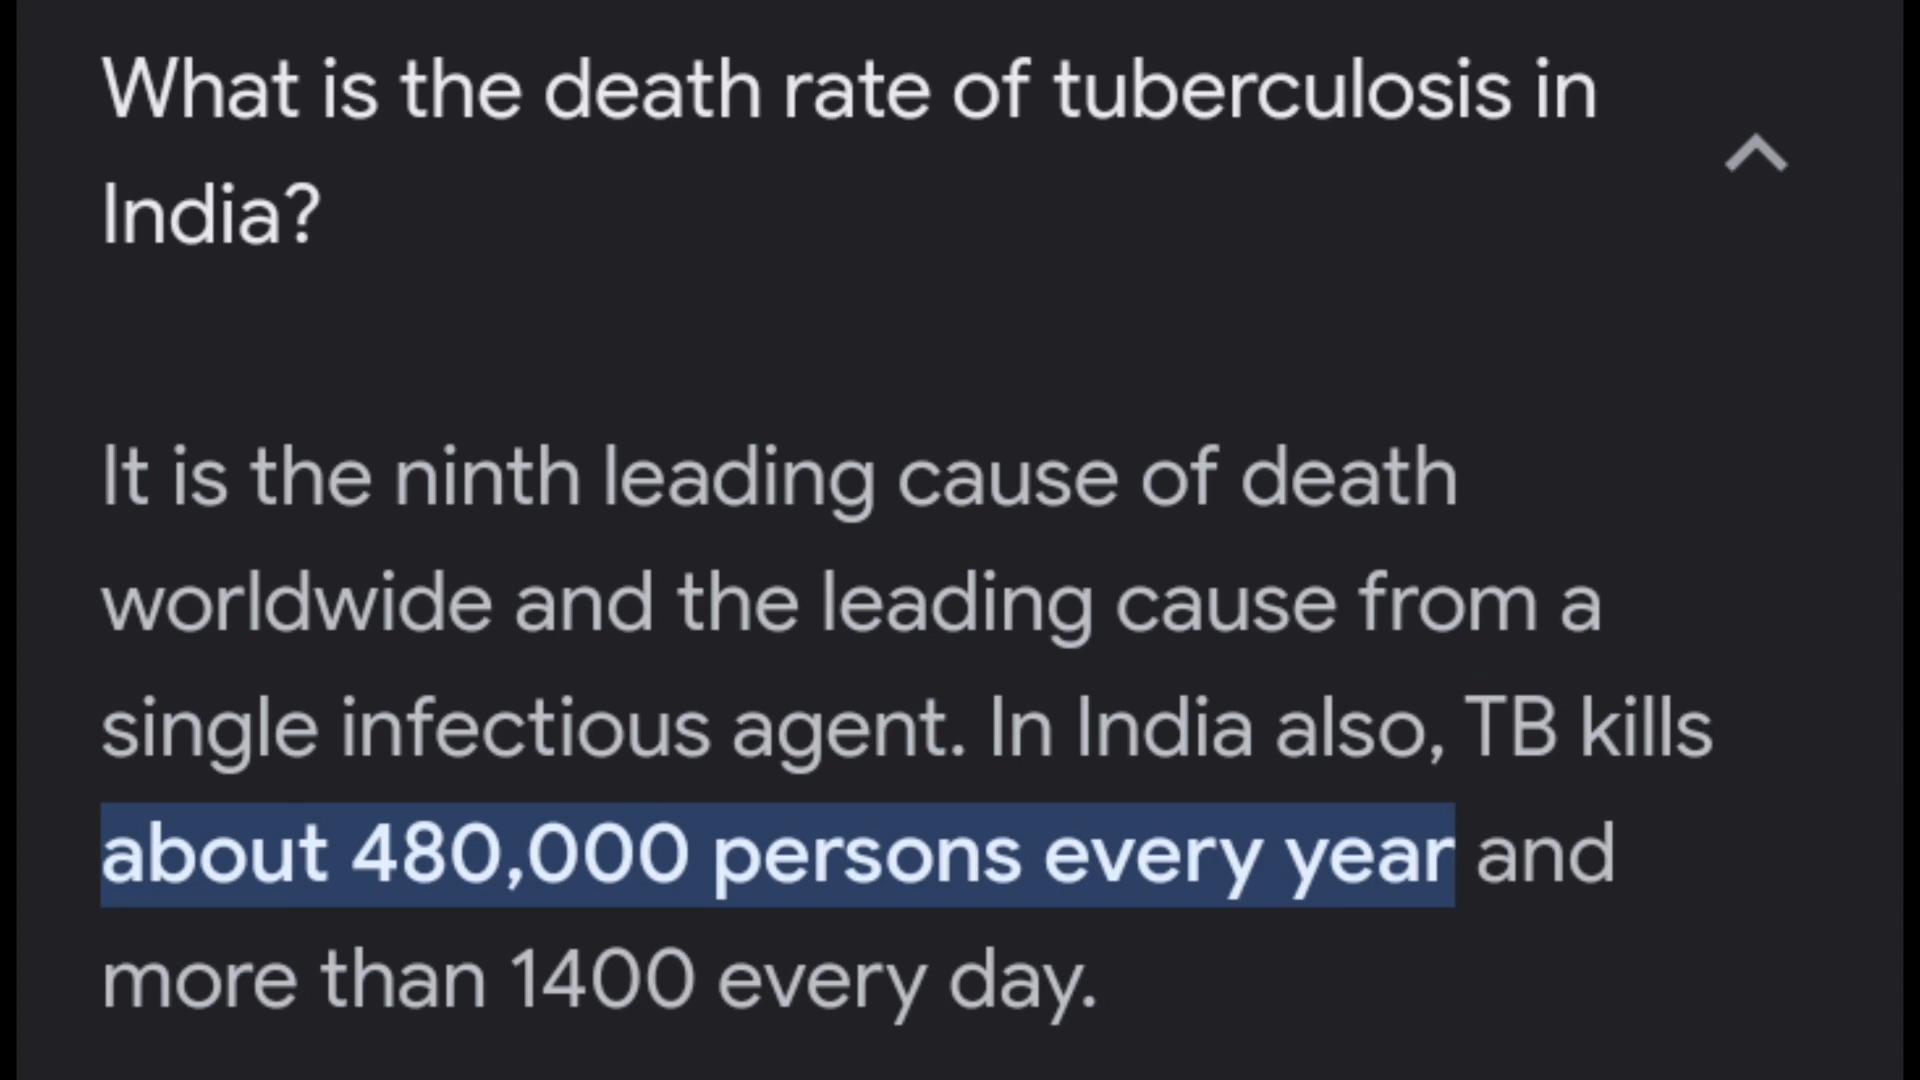 What is the death rate of tuberculosis in
India?
It is the ninth leading cause of death
worldwide and the leading cause from a
single infectious agent. In India also, TB kills
about 480,000 persons every year and
more than 1400 every day.